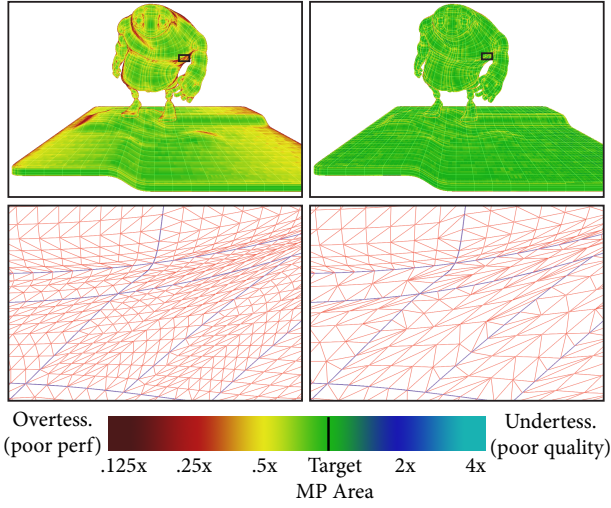 Overtess.
(poor perf)
Undertess.
(poor quality)
.125x .25x .5x Target 2x 4x
MP Area